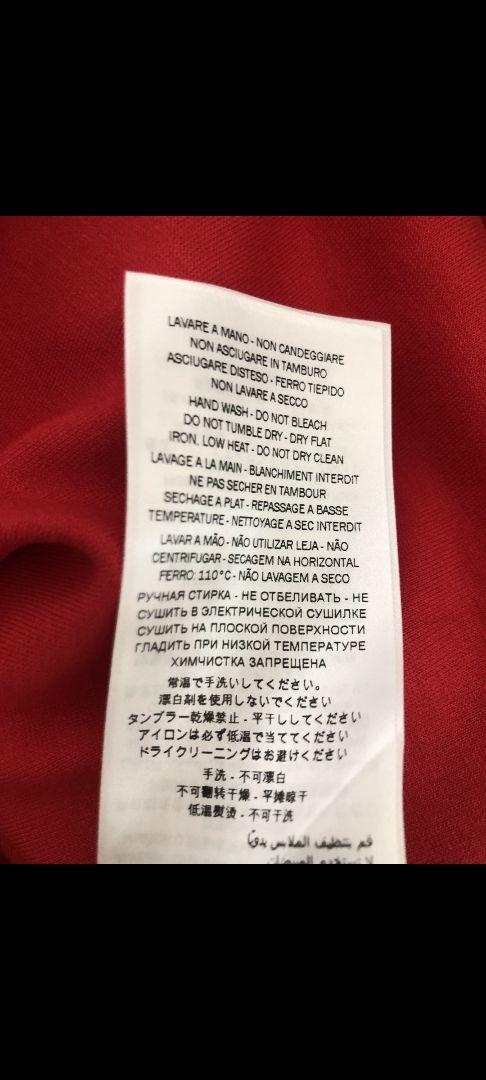 LAVARE A MANO - NON CANDEGGIARE
NON ASCIUGARE IN TAMBURO
ASCIUGARE DISTESO - FERRO TIEPIDO
NON LAVARE A SECCO
HAND WASH - DO NOT BLEACH
DO NOT TUMBLE DRY - DRY FLAT
IRON. LOW HEAT - DO NOT DRY CLEAN
LAVAGE A LA MAIN - BLANCHIMENT INTERDIT
NE PAS SECHER EN TAMBOUR
SECHAGE A PLAT - REPASSAGE A BASSE
TEMPERATURE - NETTOYAGE A SEC INTERDIT
LAVAR A MÃO - NÃO UTILIZAR LEJA - NÃO
CENTRIFUGAR - SECAGEM NA HORIZONTAL
FERRO: 110°C - NÃO LAVAGEM A SECO
РУЧНАЯ СТИРКА - НЕ ОТБЕЛИВАТЬ - НЕ
СУШИТЬ В ЭЛЕКТРИЧЕСКОЙ СУШИЛКЕ
СУШИТЬ НА ПЛОСКОЙ ПОВЕРХНОСТИ
ГЛАДИТЬ ПРИ НИЗКОЙ ТЕМПЕРАТУРЕ
ХИМЧИСТКА ЗАПРЕЩЕНА
常温で手洗いしてください。
漂白剤を使用しないでください
タンブラー乾燥禁止 - 平干ししてください
アイロンは必ず低温で当ててください
ドライクリーニングはお避けください
手洗 - 不可漂白
不可翻转干燥 - 平摊晾干
低温熨烫 - 不可干洗
قم بتنظيف الملابس يدويًا
لا تستخدم المبيضات